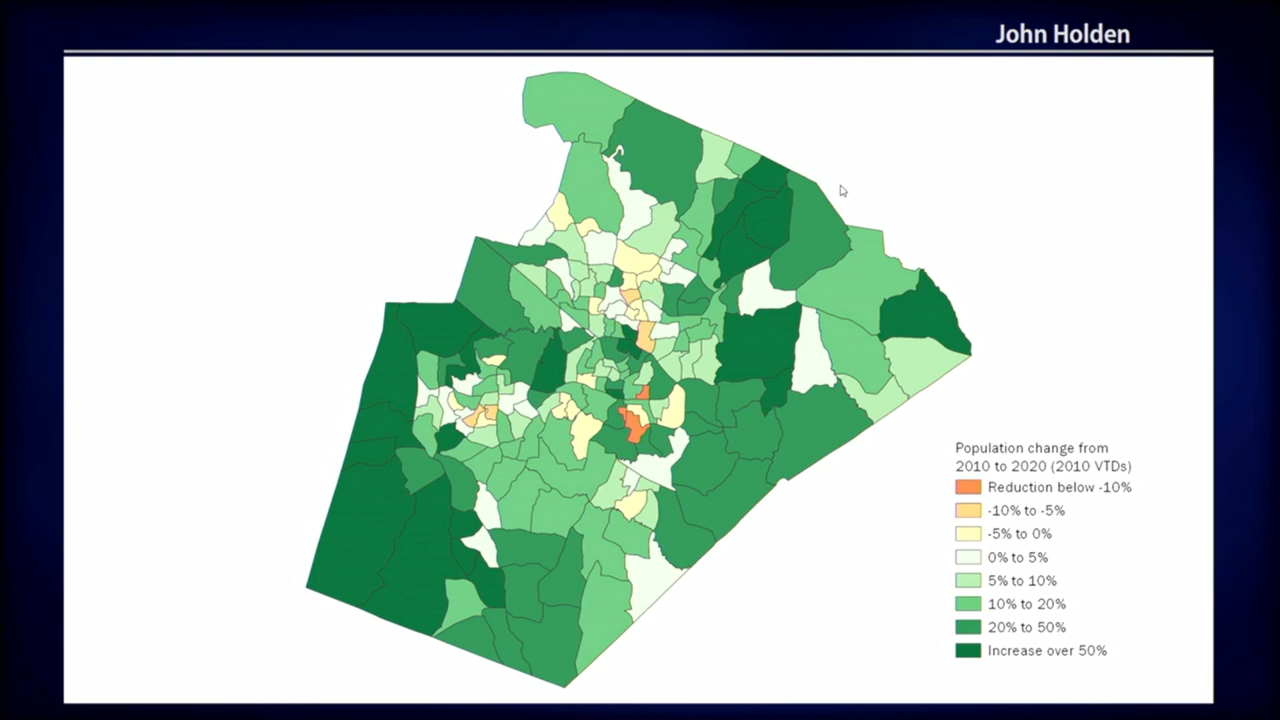 John Holden
Population change from
2010 to 2020 (2010 VTDs)
Reduction below -10%
-10% to -5%
-5% to 0%
0% to 5%
5% to 10%
10% to 20%
20% to 50%
Increase over 50%